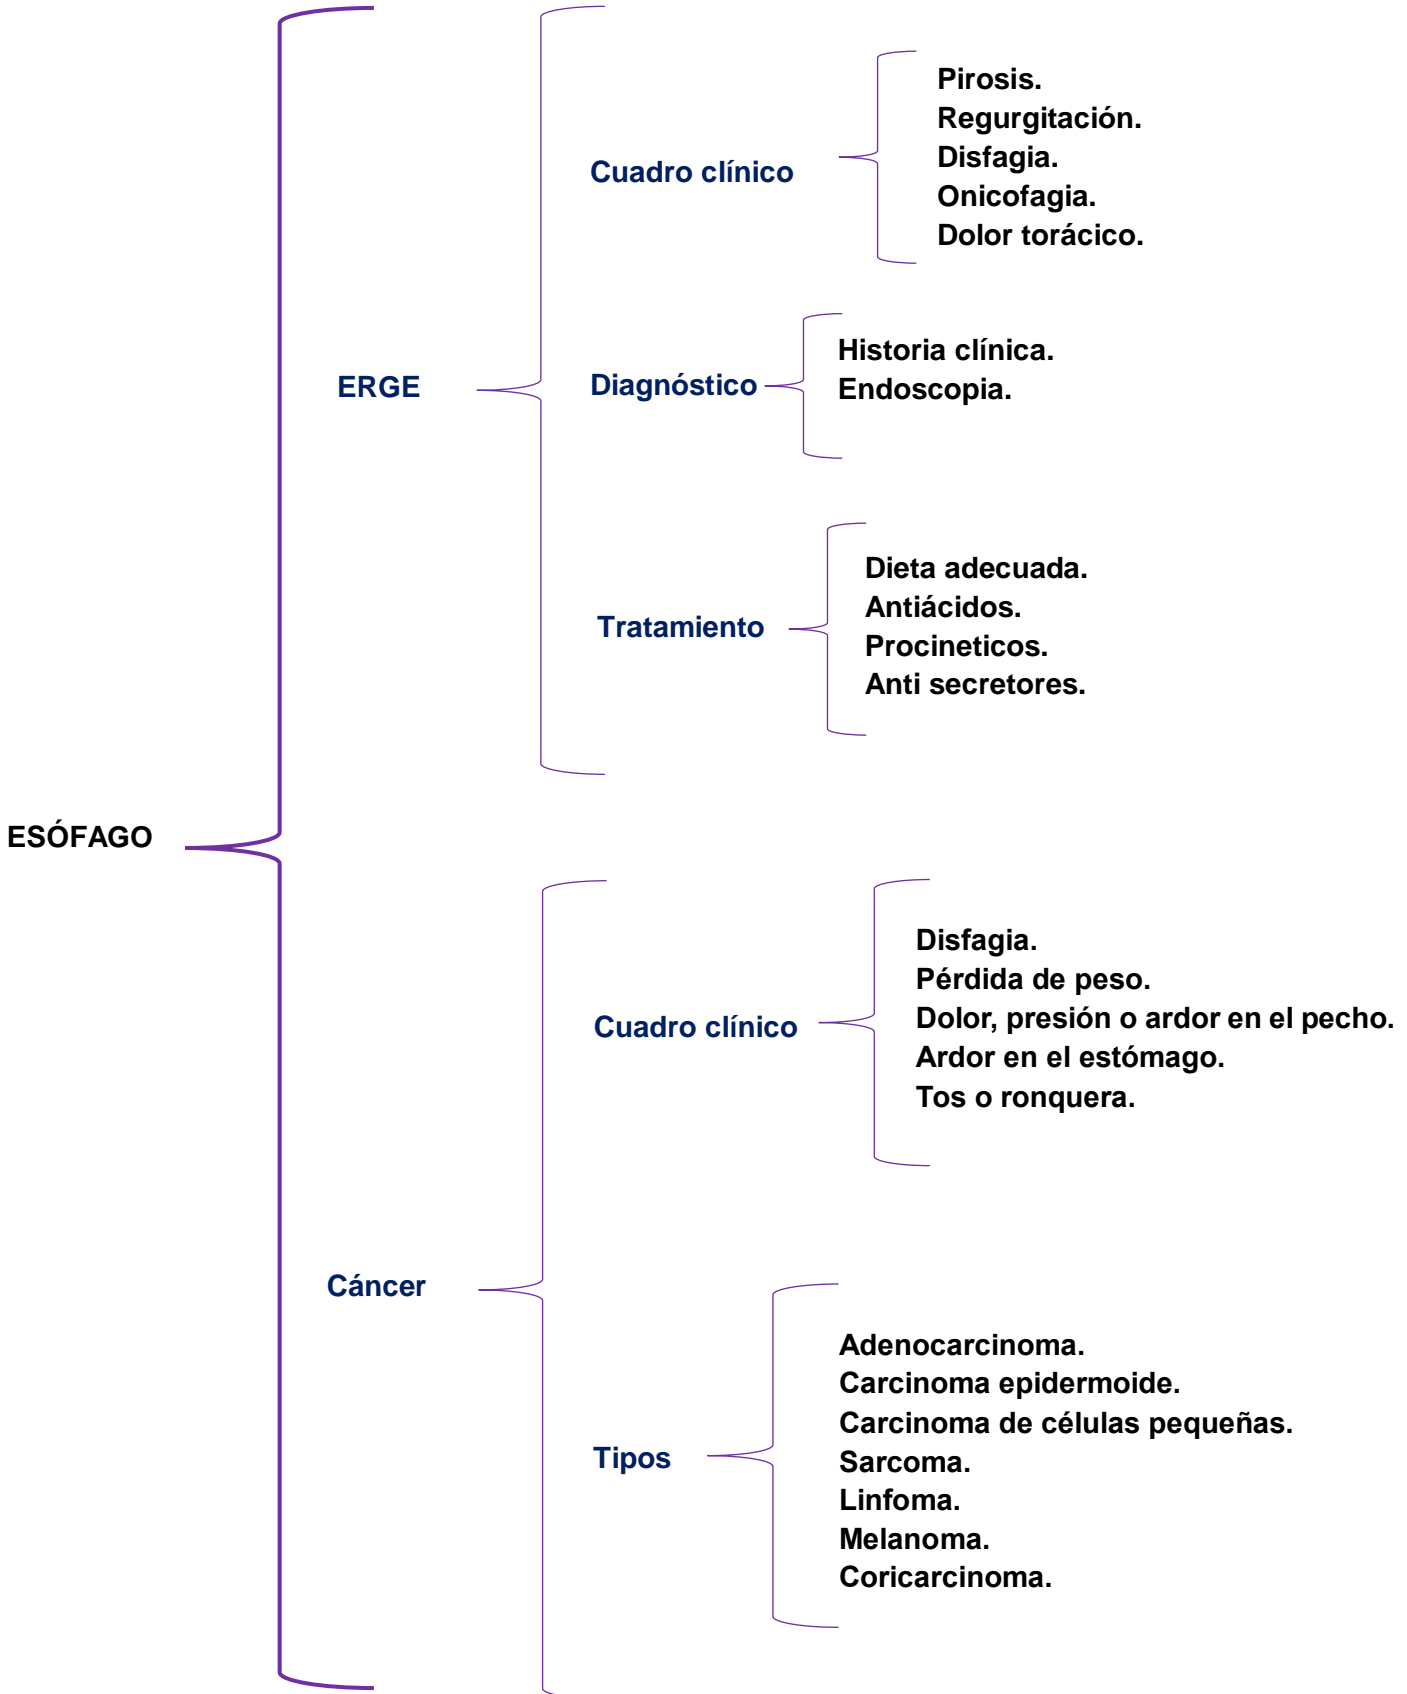 ESÓFAGO
ERGE
Cuadro clínico
Pirosis.
Regurgitación.
Disfagia.
Onicofagia.
Dolor torácico.
Diagnóstico
Historia clínica.
Endoscopia.
Tratamiento
Dieta adecuada.
Antiácidos.
Procineticos.
Anti secretores.
Cáncer
Cuadro clínico
Disfagia.
Pérdida de peso.
Dolor, presión o ardor en el pecho.
Ardor en el estómago.
Tos o ronquera.
Tipos
Adenocarcinoma.
Carcinoma epidermoide.
Carcinoma de células pequeñas.
Sarcoma.
Linfoma.
Melanoma.
Coricarcinoma.